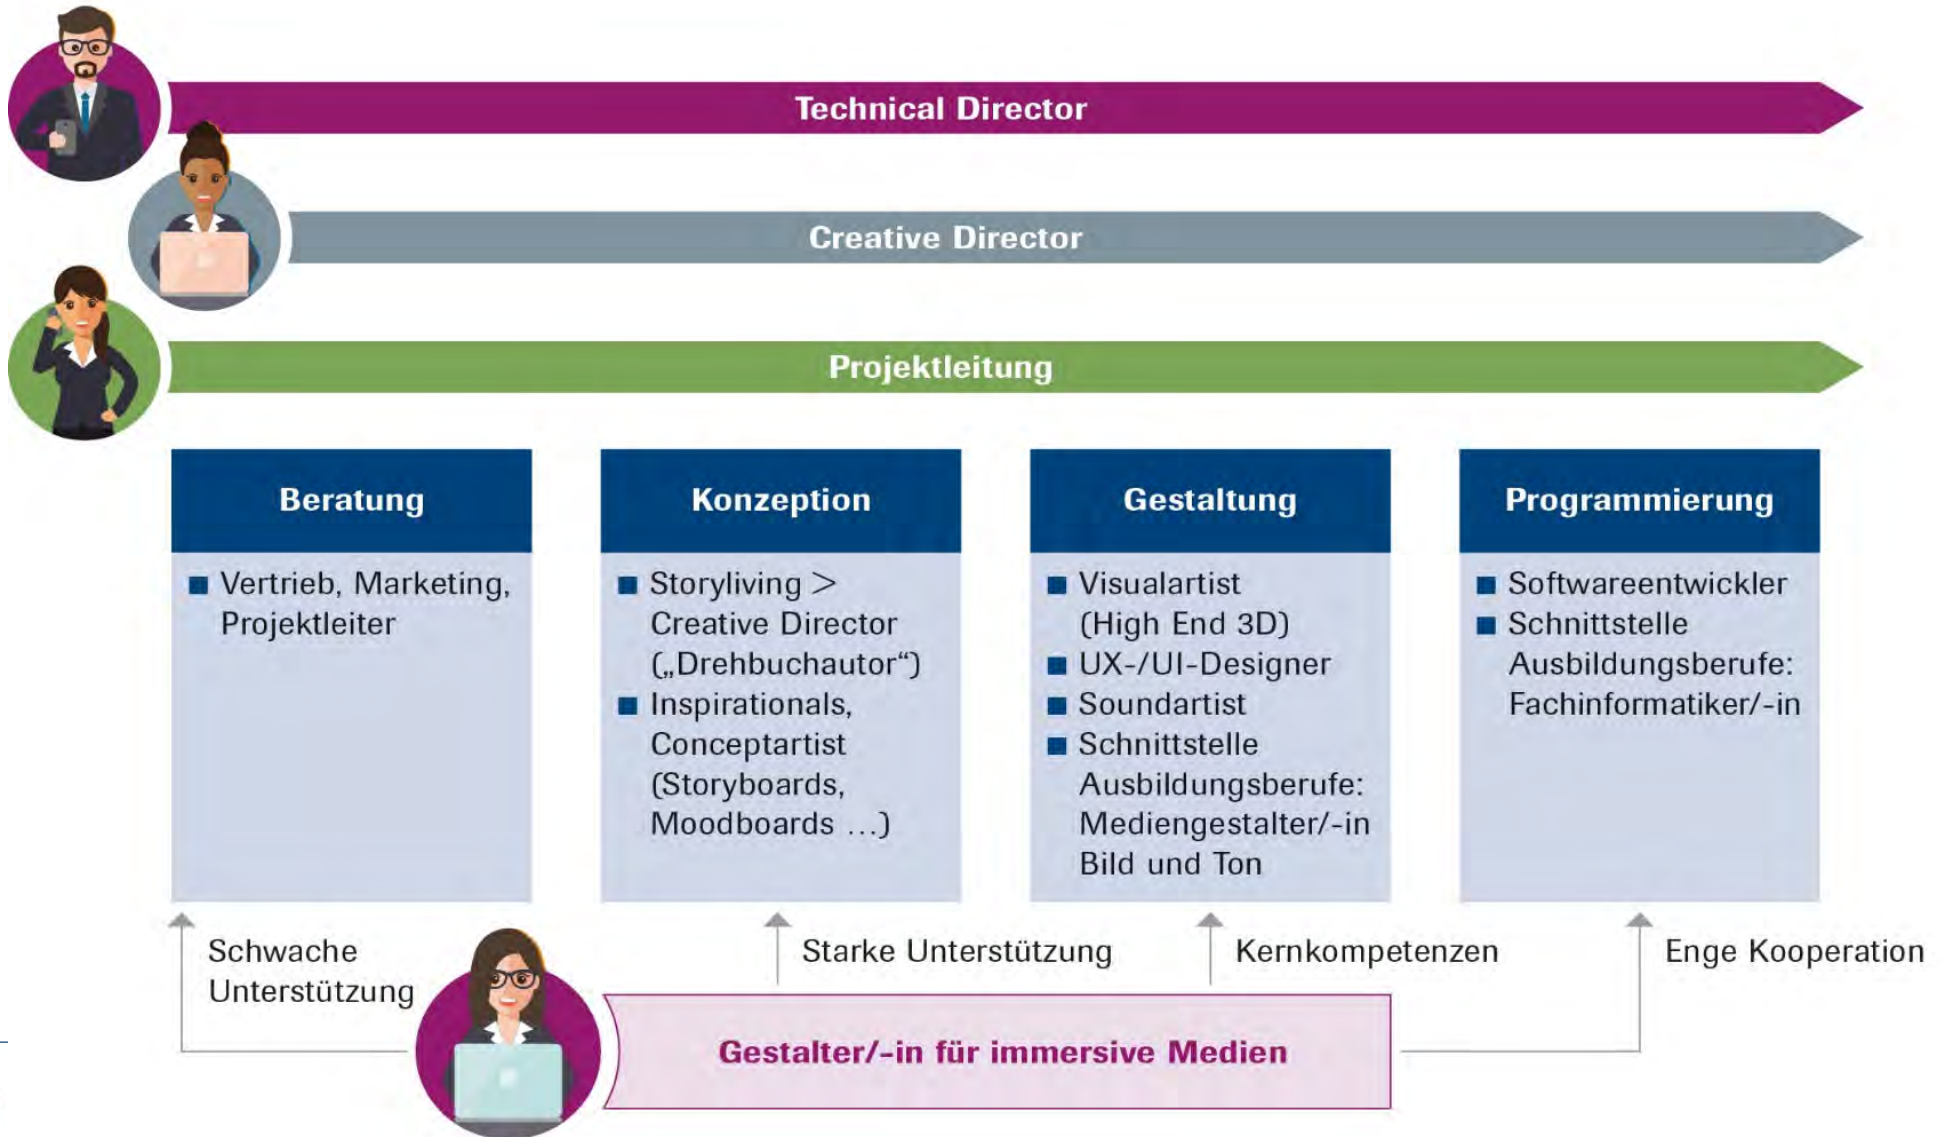 Technical Director
Creative Director
Projektleitung
Beratung
Vertrieb, Marketing,
Projektleiter
Konzeption
Storyliving >
Creative Director
(„Drehbuchautor“)
Inspirationals,
Conceptartist
(Storyboards,
Moodboards …)
Gestaltung
Visualartist
(High End 3D)
UX-/UI-Designer
Soundartist
Schnittstelle
Ausbildungsberufe:
Mediengestalter/-in
Bild und Ton
Programmierung
Softwareentwickler
Schnittstelle
Ausbildungsberufe:
Fachinformatiker/-in
Schwache
Unterstützung
Starke Unterstützung
Kernkompetenzen
Enge Kooperation
Gestalter/-in für immersive Medien